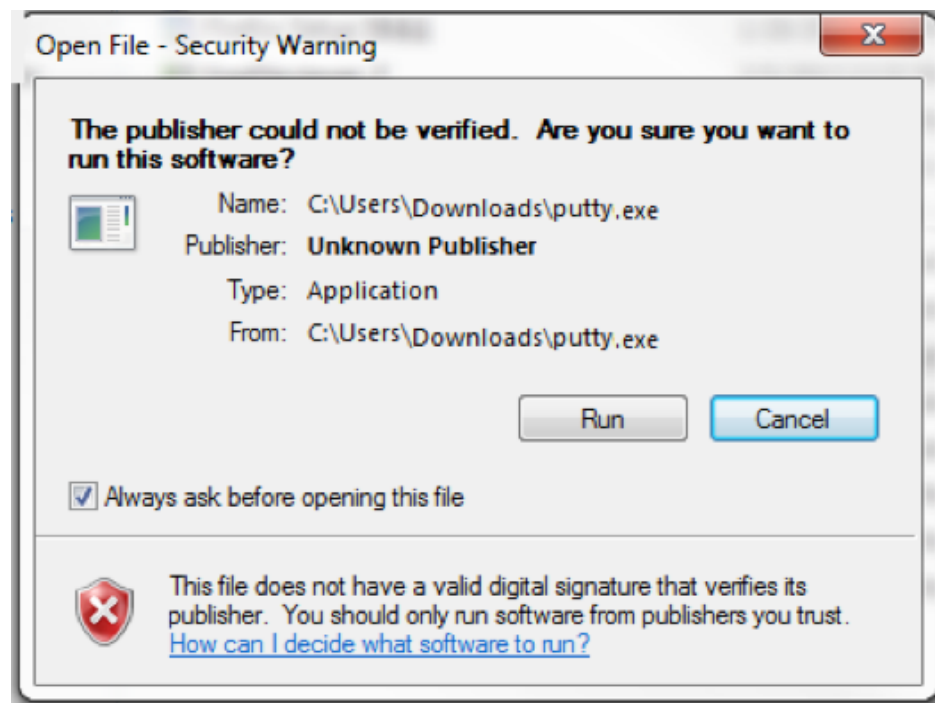 Open File - Security Warning
The publisher could not be verified.  Are you sure you want to
run this software?
Name: C:\Users\Downloads\putty.exe
Publisher: Unknown Publisher
Type: Application
From: C:\Users\Downloads\putty.exe
Run Cancel
Always ask before opening this file
This file does not have a valid digital signature that verifies its
publisher.  You should only run software from publishers you trust.
How can I decide what software to run?